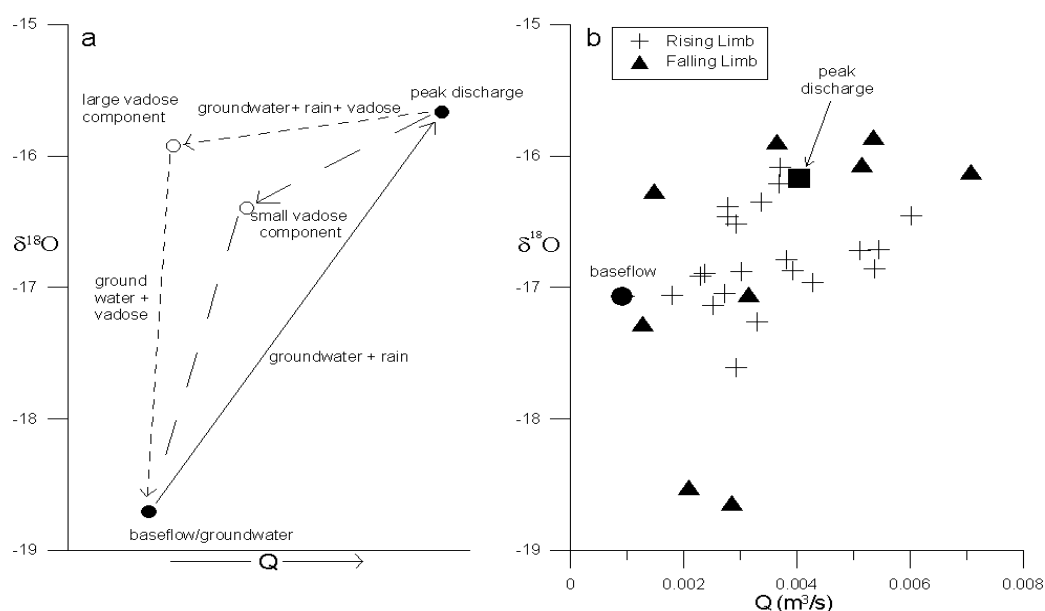 a
-15
-16
-17
-18
-19
δ18O
large vadose
component
groundwater+ rain+ vadose
peak discharge
small vadose
component
ground
water +
vadose
groundwater + rain
baseflow/groundwater
Q
b
-15
-16
-17
-18
-19
δ18O
Rising Limb
Falling Limb
peak
discharge
baseflow
0
0.002
0.004
0.006
0.008
Q (m3/s)